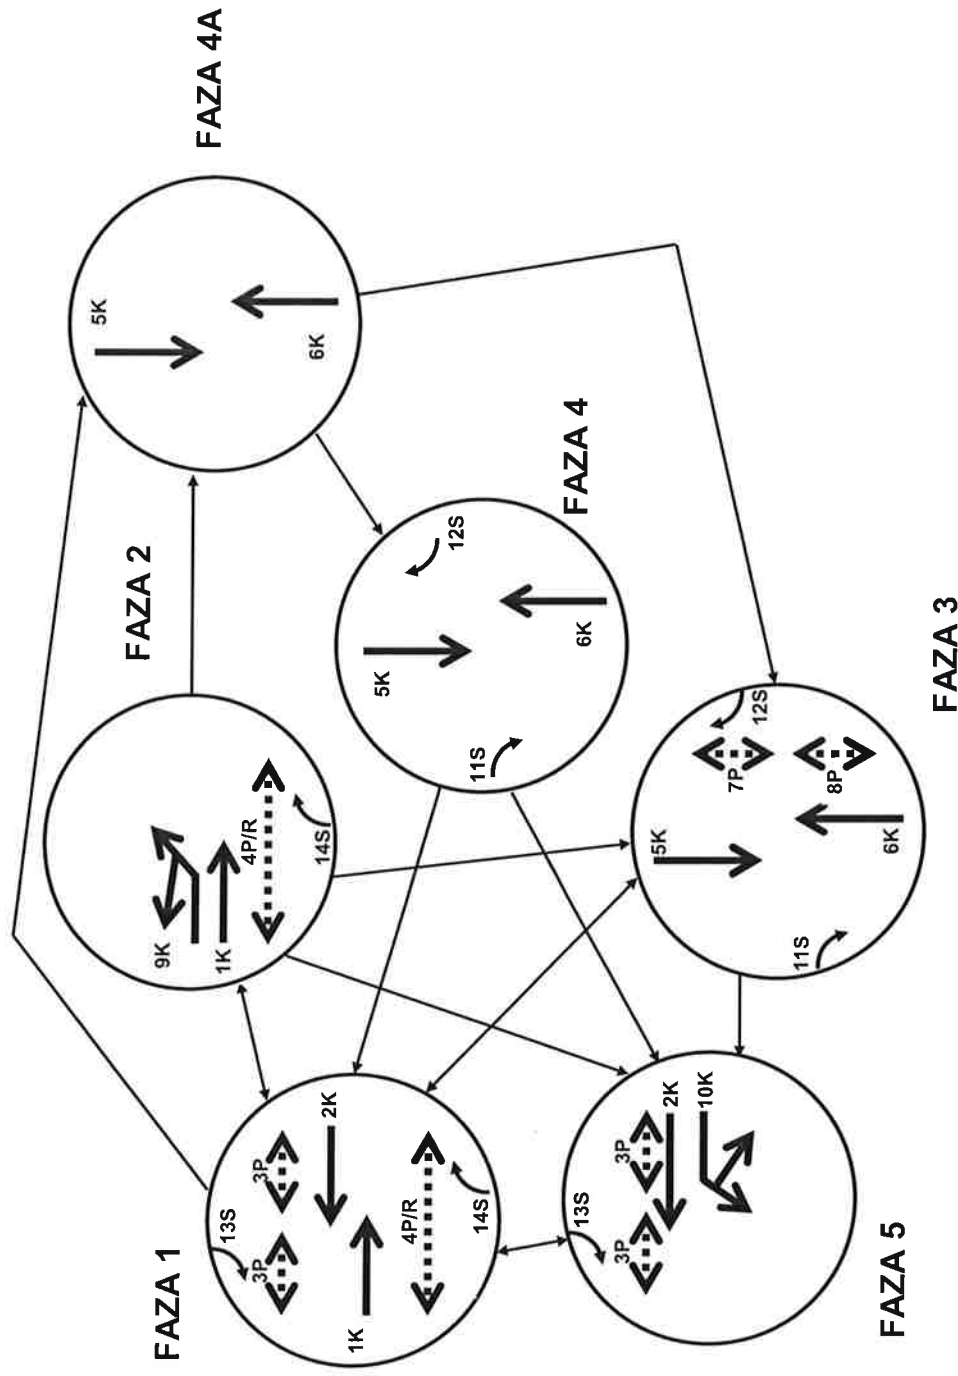 FAZA 1
13S
3P
3P
2K
1K
4P/R
14S
FAZA 2
9K
1K
4P/R
14S
FAZA 4A
5K
6K
FAZA 4
12S
5K
6K
11S
FAZA 5
13S
3P
3P
2K
10K
FAZA 3
12S
7P
8P
5K
6K
11S